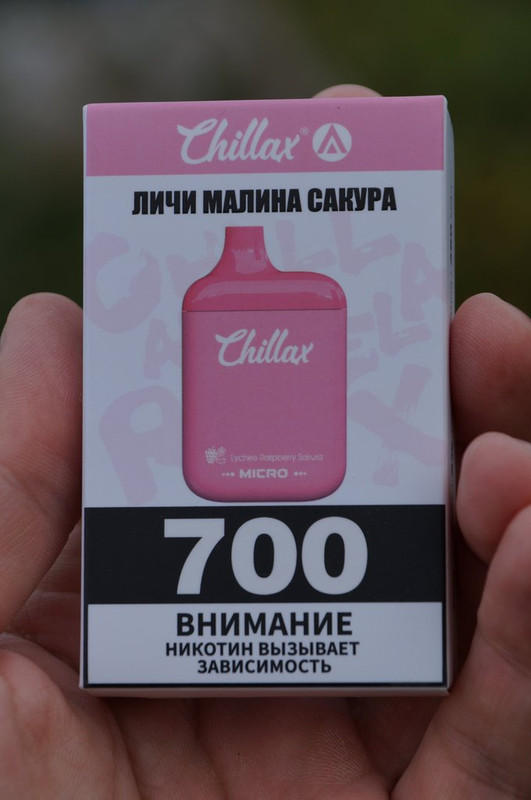 Chillax®
ЛИЧИ МАЛИНА САКУРА
Chillax
Lychee Raspberry Sakura
MICRO
700
ВНИМАНИЕ
НИКОТИН ВЫЗЫВАЕТ
ЗАВИСИМОСТЬ